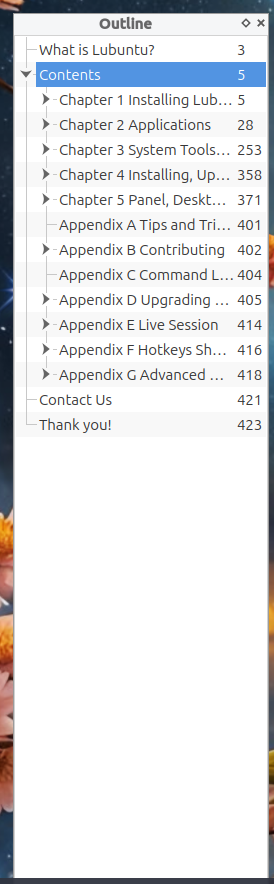 Outline
What is Lubuntu? 3
Contents 5
Chapter 1 Installing Lub... 5
Chapter 2 Applications 28
Chapter 3 System Tools... 253
Chapter 4 Installing, Up... 358
Chapter 5 Panel, Deskt... 371
Appendix A Tips and Tri... 401
Appendix B Contributing 402
Appendix C Command L... 404
Appendix D Upgrading ... 405
Appendix E Live Session 414
Appendix F Hotkeys Sh... 416
Appendix G Advanced ... 418
Contact Us 421
Thank you! 423